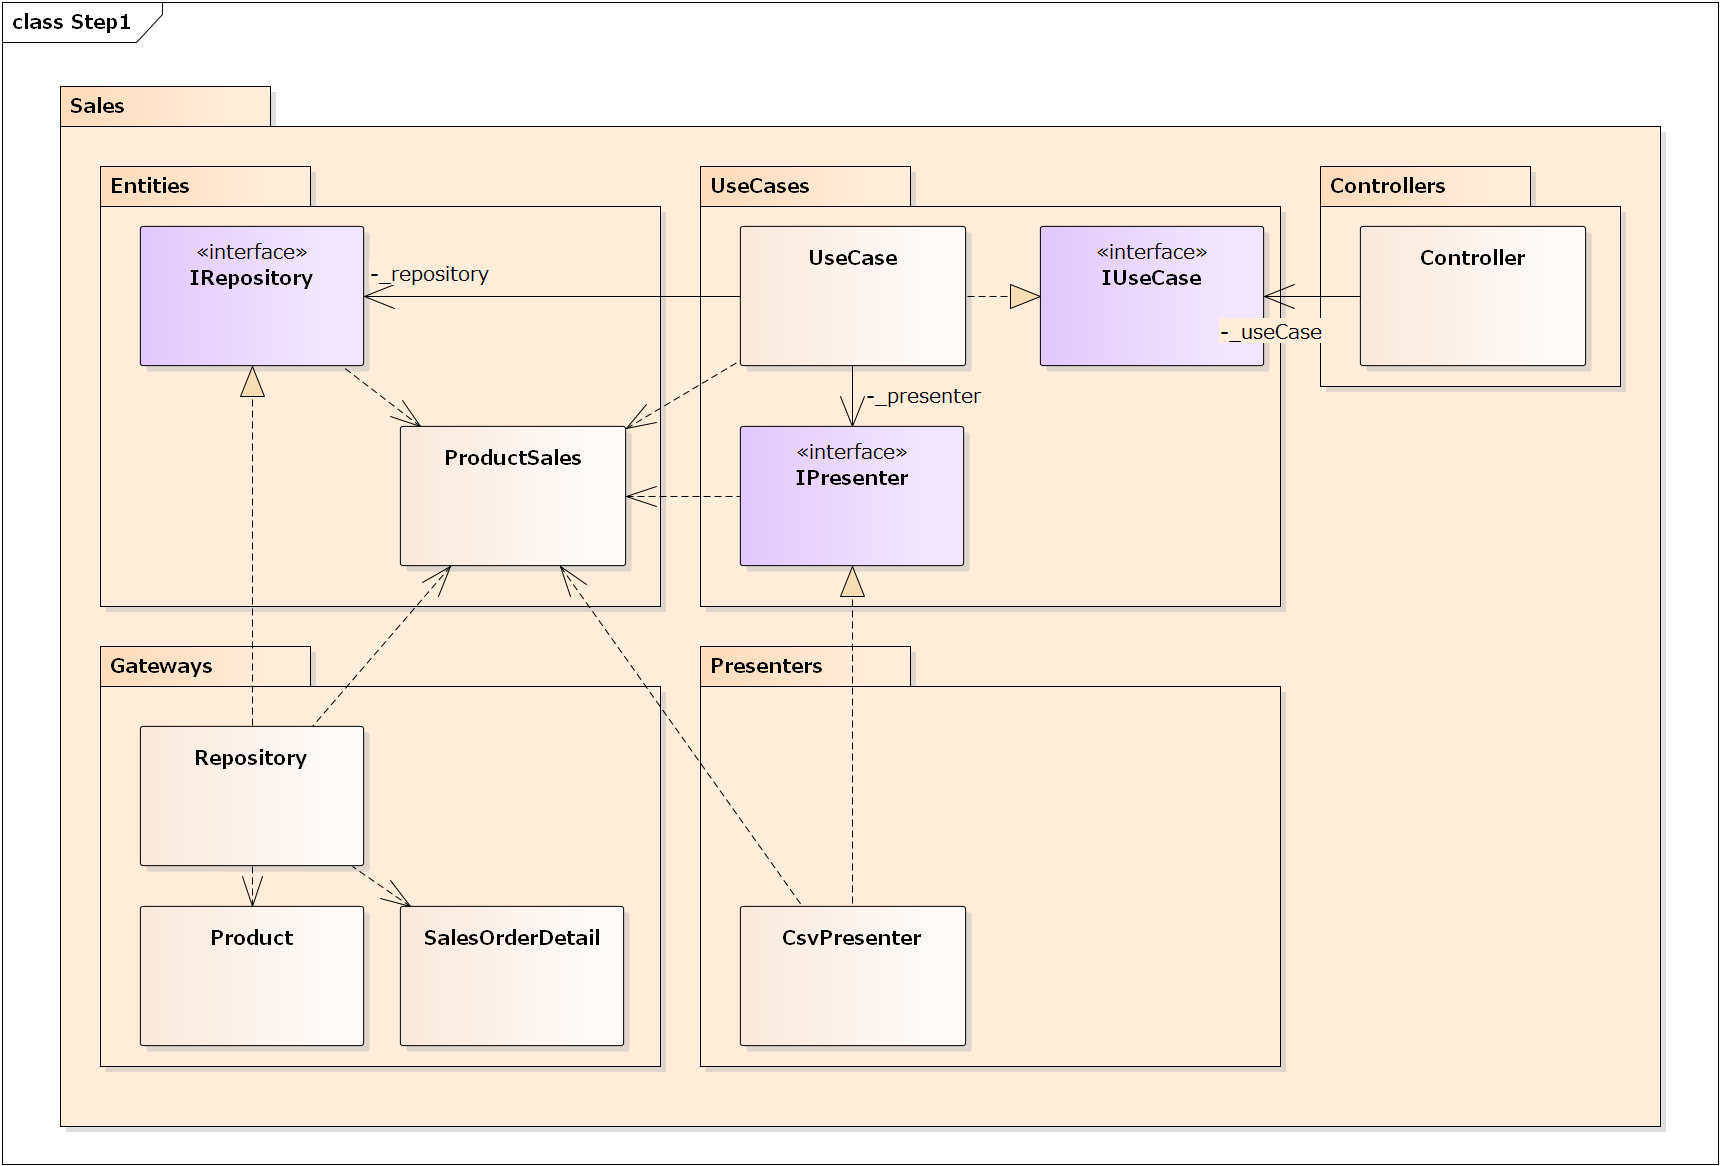 class Step1
Sales
Entities
UseCases
Controllers
«interface»
IRepository
-_repository
UseCase
«interface»
IUseCase
Controller
-_useCase
-_presenter
ProductSales
«interface»
IPresenter
Gateways
Presenters
Repository
Product
SalesOrderDetail
CsvPresenter